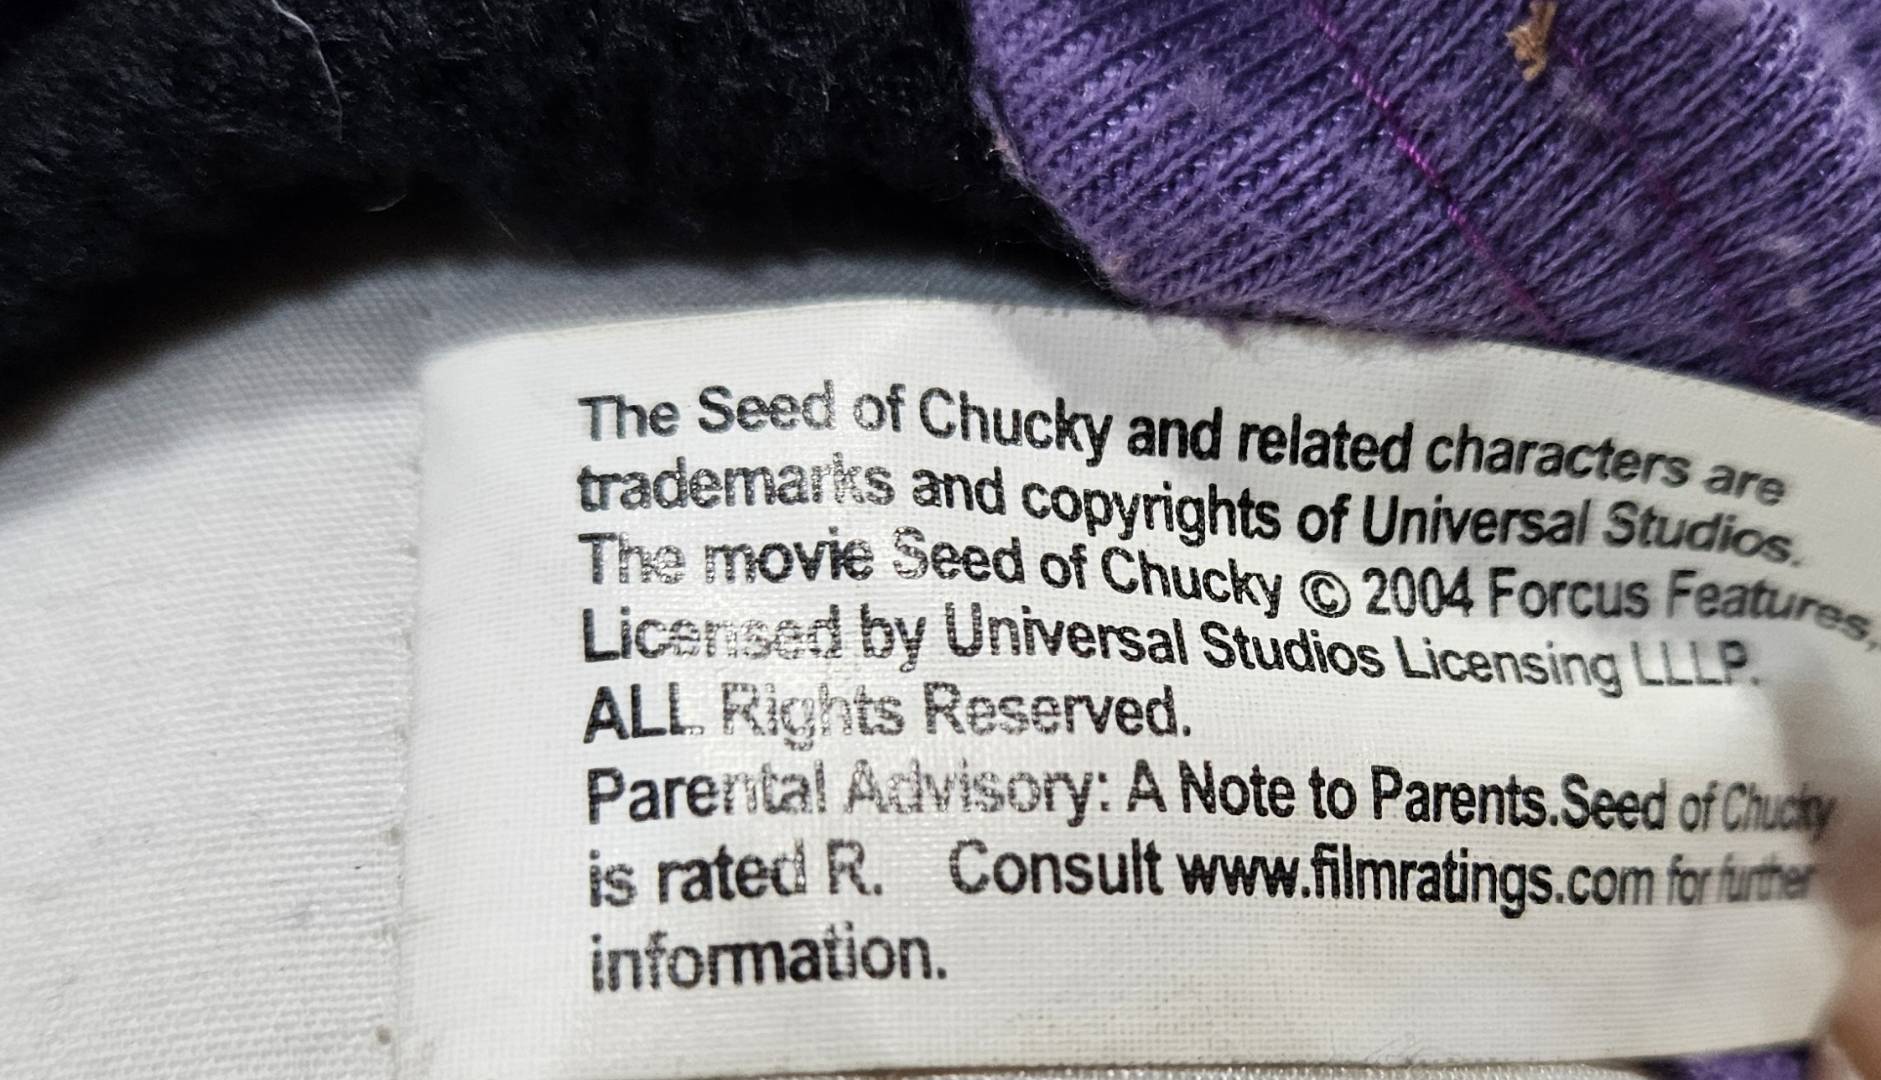 The Seed of Chucky and related characters are
trademarks and copyrights of Universal Studios.
The movie Seed of Chucky © 2004 Forcus Features,
Licensed by Universal Studios Licensing LLLP.
ALL Rights Reserved.
Parental Advisory: A Note to Parents.Seed of Chucky
is rated R. Consult www.filmratings.com for further
information.